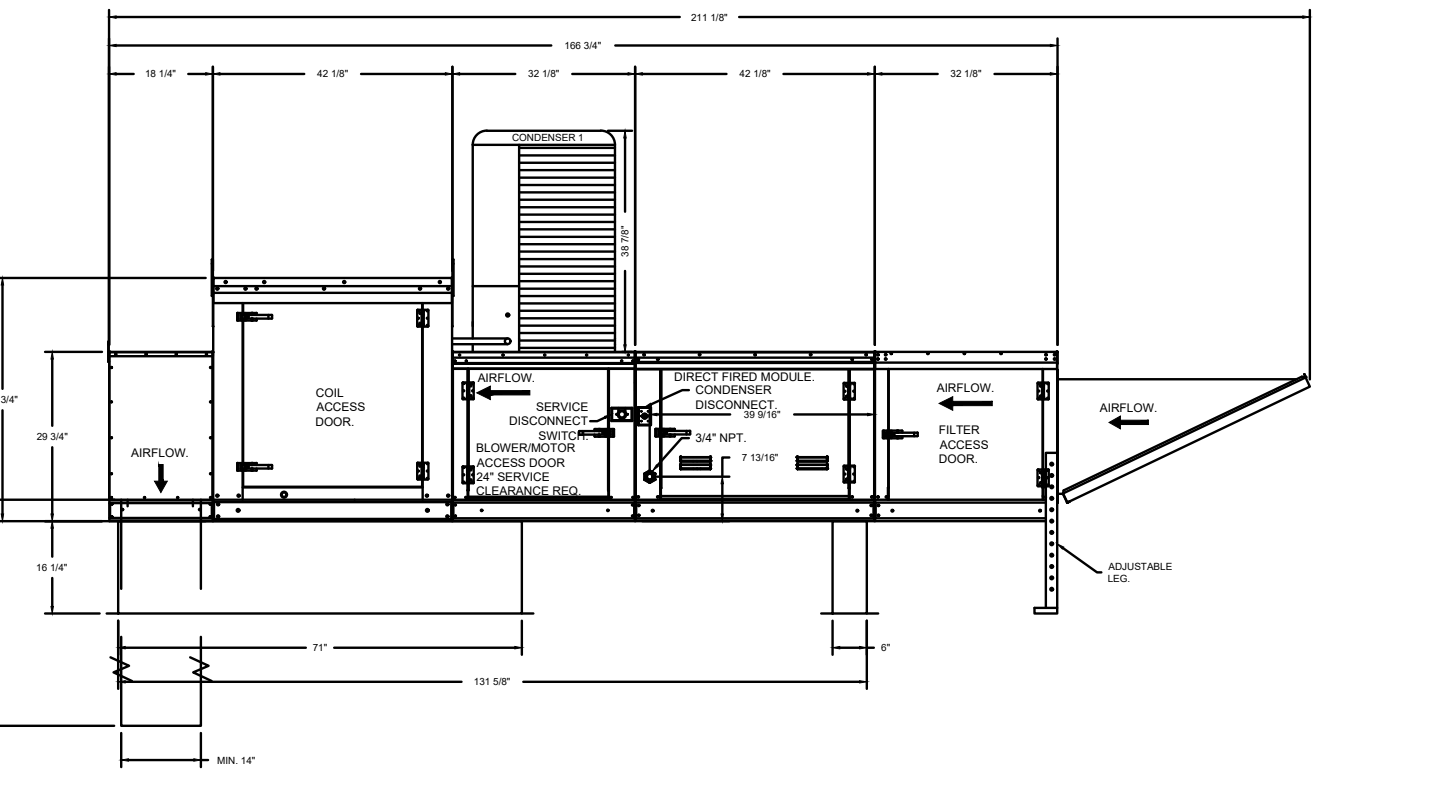 211 1/8"
166 3/4"
18 1/4"
42 1/8"
32 1/8"
42 1/8"
32 1/8"
CONDENSER 1
38 7/8"
3/4"
29 3/4"
16 1/4"
AIRFLOW.
COIL
ACCESS
DOOR.
AIRFLOW.
SERVICE
DISCONNECT
SWITCH.
BLOWER/MOTOR
ACCESS DOOR
24" SERVICE
CLEARANCE REQ.
DIRECT FIRED MODULE.
CONDENSER
DISCONNECT.
39 9/16"
3/4" NPT.
7 13/16"
AIRFLOW.
FILTER
ACCESS
DOOR.
AIRFLOW.
ADJUSTABLE
LEG.
71"
6"
131 5/8"
MIN. 14"